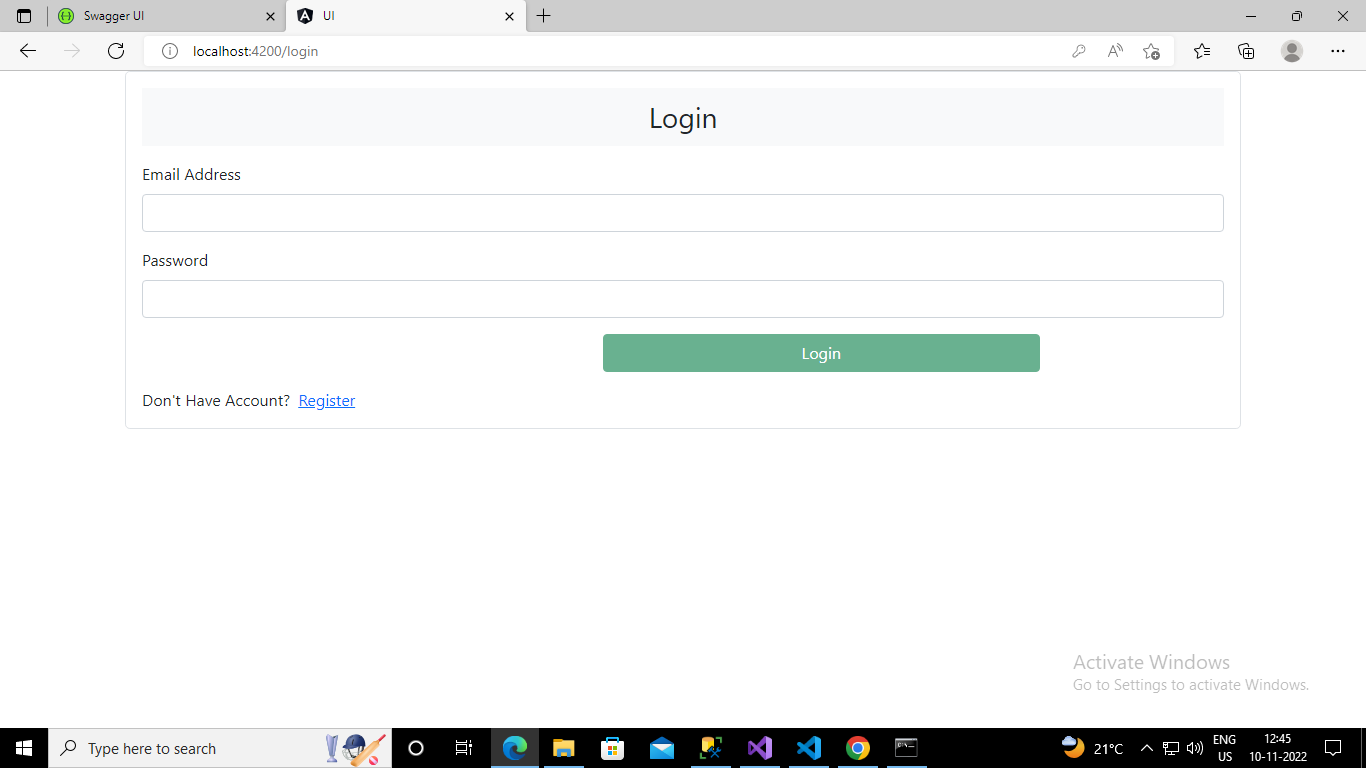 Swagger UI
UI
localhost:4200/login
Login
Email Address
Password
Login
Don't Have Account? Register
Activate Windows
Go to Settings to activate Windows.
Type here to search
21°C
ENG
US
12:45
10-11-2022